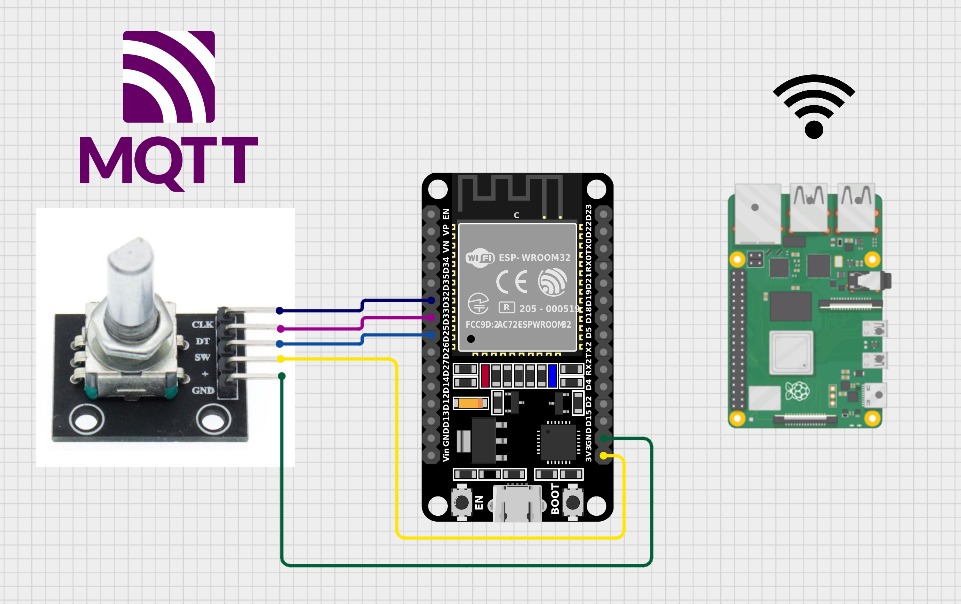 MQTT
CLK
DT
SW
+
GND
EN
VP
VN
D34
D35
D32
D33
D25
D26
D27
D14
D12
D13
GND
Vin
C
Wi Fi
ESP-WROOM32
CE
R 205-000519
FCC9D:2AC72ESPWROOM32
D23
D22
TX0
RX0
D21
D19
D18
D5
TX2
RX2
D4
D2
D15
GND
3V3
EN
BOOT